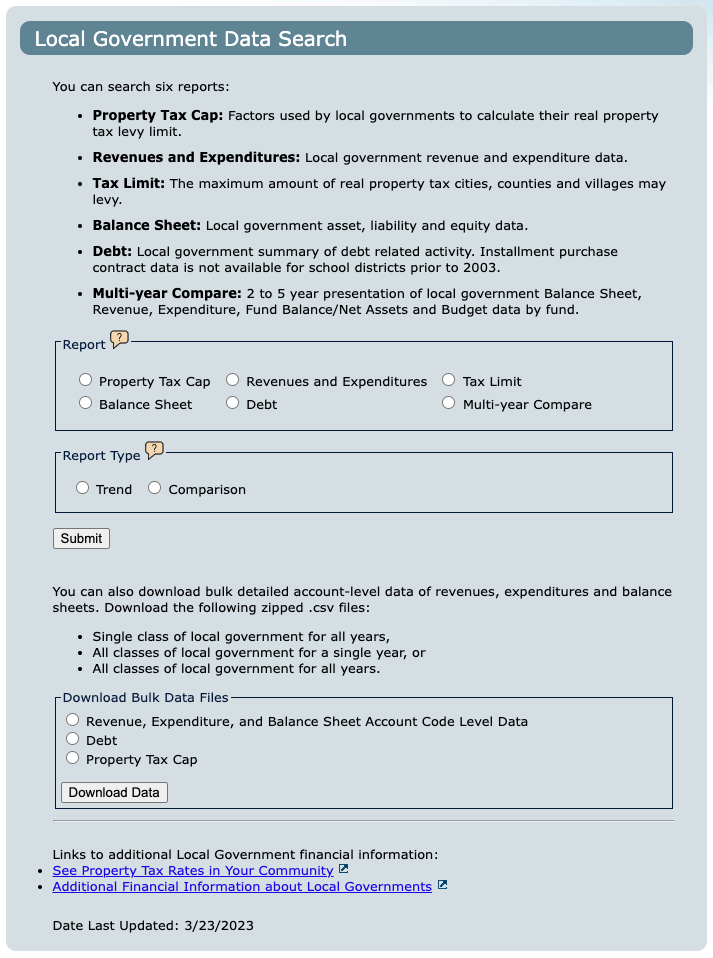 Local Government Data Search
You can search six reports:
• Property Tax Cap: Factors used by local governments to calculate their real property
tax levy limit.
• Revenues and Expenditures: Local government revenue and expenditure data.
• Tax Limit: The maximum amount of real property tax cities, counties and villages may
levy.
• Balance Sheet: Local government asset, liability and equity data.
• Debt: Local government summary of debt related activity. Installment purchase
contract data is not available for school districts prior to 2003.
• Multi-year Compare: 2 to 5 year presentation of local government Balance Sheet,
Revenue, Expenditure, Fund Balance/Net Assets and Budget data by fund.
Report ?
Property Tax Cap Revenues and Expenditures Tax Limit
Balance Sheet Debt Multi-year Compare
Report Type ?
Trend Comparison
Submit
You can also download bulk detailed account-level data of revenues, expenditures and balance
sheets. Download the following zipped .csv files:
• Single class of local government for all years,
• All classes of local government for a single year, or
• All classes of local government for all years.
Download Bulk Data Files
Revenue, Expenditure, and Balance Sheet Account Code Level Data
Debt
Property Tax Cap
Download Data
Links to additional Local Government financial information:
• See Property Tax Rates in Your Community
• Additional Financial Information about Local Governments
Date Last Updated: 3/23/2023